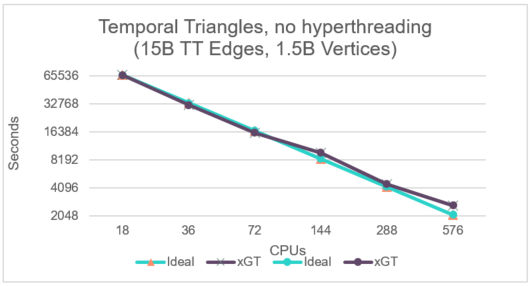 Temporal Triangles, no hyperthreading
(15B TT Edges, 1.5B Vertices)
65536
32768
16384
8192
4096
2048
Seconds
18 36 72 144 288 576
CPUs
Ideal xGT Ideal xGT